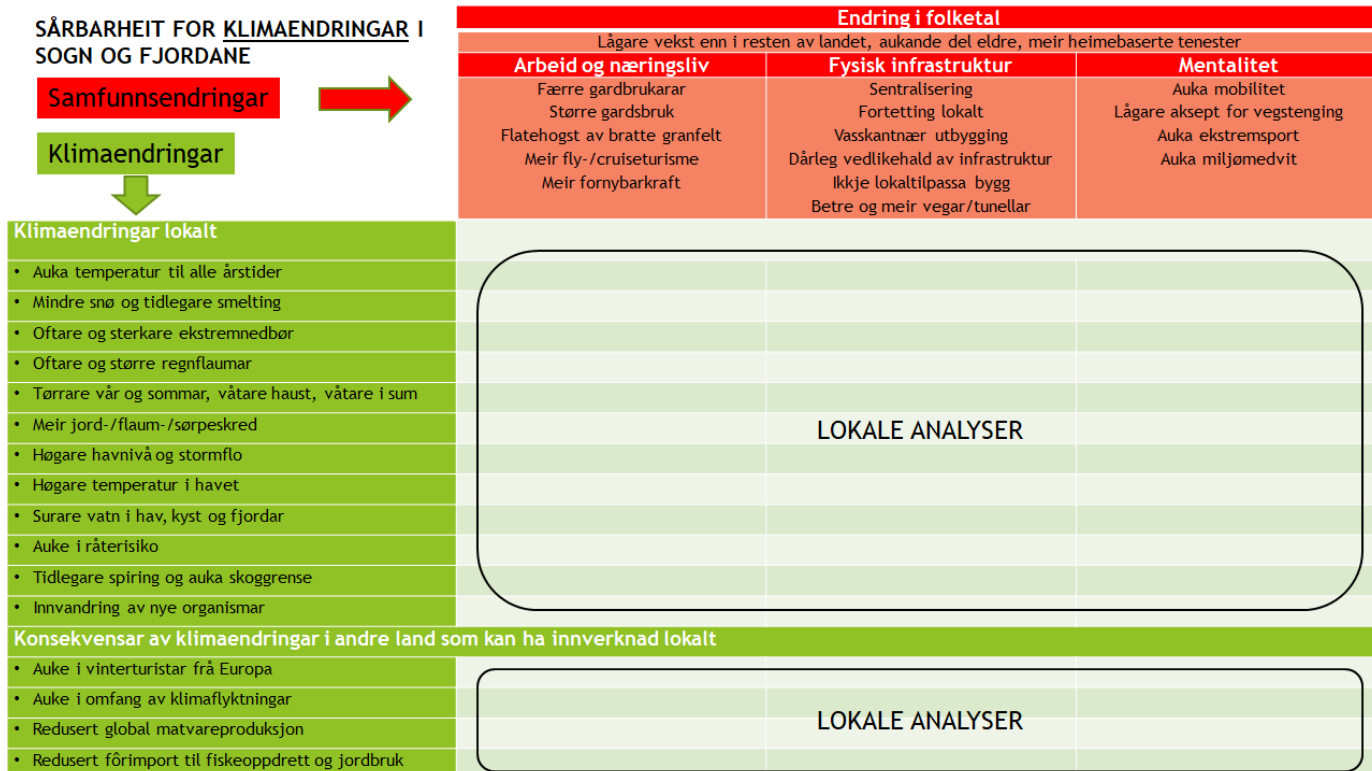 SÅRBARHEIT FOR KLIMAENDRINGAR I
SOGN OG FJORDANE
Samfunnsendringar
Klimaendringar
Endring i folketal
Lågare vekst enn i resten av landet, aukande del eldre, meir heimebaserte tenester
Arbeid og næringsliv
Færre gardbrukarar
Større gardsbruk
Flatehogst av bratte granfelt
Meir fly-/cruiseturisme
Meir fornybarkraft
Fysisk infrastruktur
Sentralisering
Fortetting lokalt
Vasskantnær utbygging
Dårleg vedlikehald av infrastruktur
Ikkje lokaltilpassa bygg
Betre og meir vegar/tunellar
Mentalitet
Auka mobilitet
Lågare aksept for vegstenging
Auka ekstremsport
Auka miljømedvit
Klimaendringar lokalt
• Auka temperatur til alle årstider
• Mindre snø og tidlegare smelting
• Oftare og sterkare ekstremnedbør
• Oftare og større regnflaumar
• Tørrare vår og sommar, våtare haust, våtare i sum
• Meir jord-/flaum-/sørpeskred
• Høgare havnivå og stormflo
• Høgare temperatur i havet
• Surare vatn i hav, kyst og fjordar
• Auke i råterisiko
• Tidlegare spiring og auka skoggrense
• Innvandring av nye organismar
LOKALE ANALYSER
Konsekvensar av klimaendringar i andre land som kan ha innverknad lokalt
• Auke i vinterturistar frå Europa
• Auke i omfang av klimaflyktningar
• Redusert global matvareproduksjon
• Redusert fôrimport til fiskeoppdrett og jordbruk
LOKALE ANALYSER